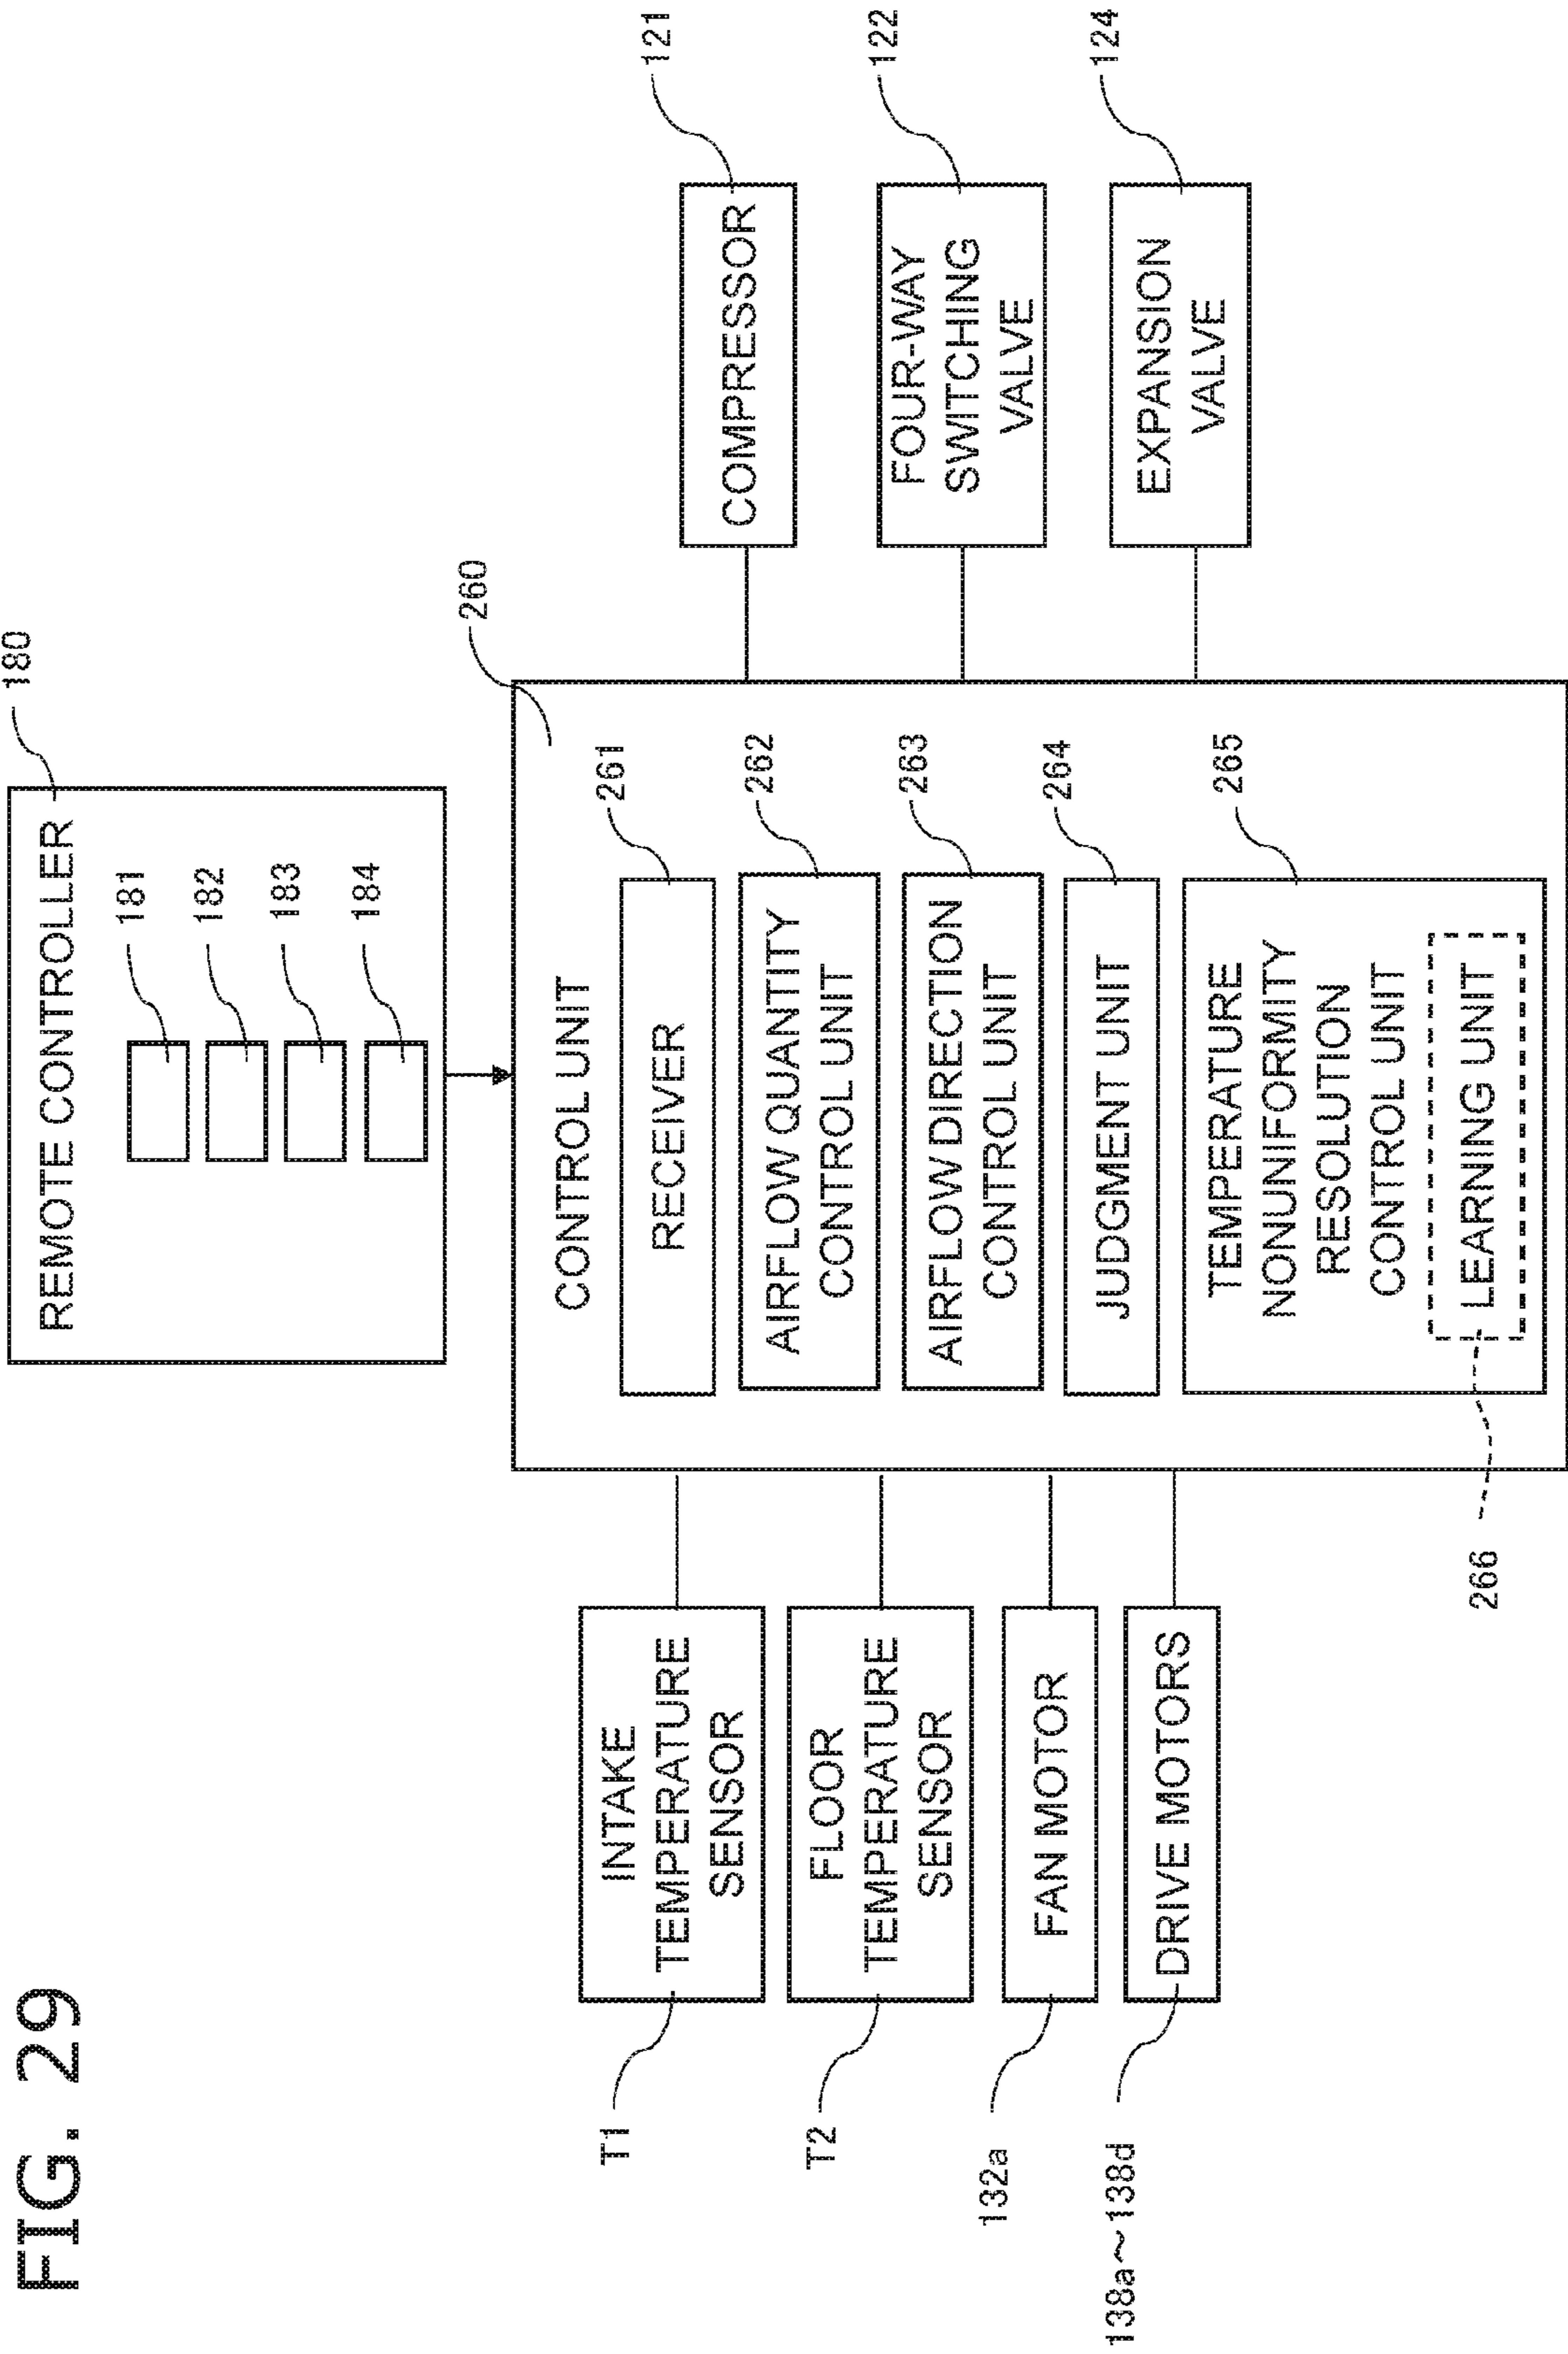 FIG. 29
REMOTE CONTROLLER
180
181
182
183
184
CONTROL UNIT
260
RECEIVER
261
AIRFLOW QUANTITY
CONTROL UNIT
262
AIRFLOW DIRECTION
CONTROL UNIT
263
JUDGMENT UNIT
264
TEMPERATURE
NONUNIFORMITY
RESOLUTION
CONTROL UNIT
265
LEARNING UNIT
266
T1
INTAKE
TEMPERATURE
SENSOR
T2
FLOOR
TEMPERATURE
SENSOR
132a
FAN MOTOR
138a～138d
DRIVE MOTORS
COMPRESSOR
121
FOUR-WAY
SWITCHING
VALVE
122
EXPANSION
VALVE
124